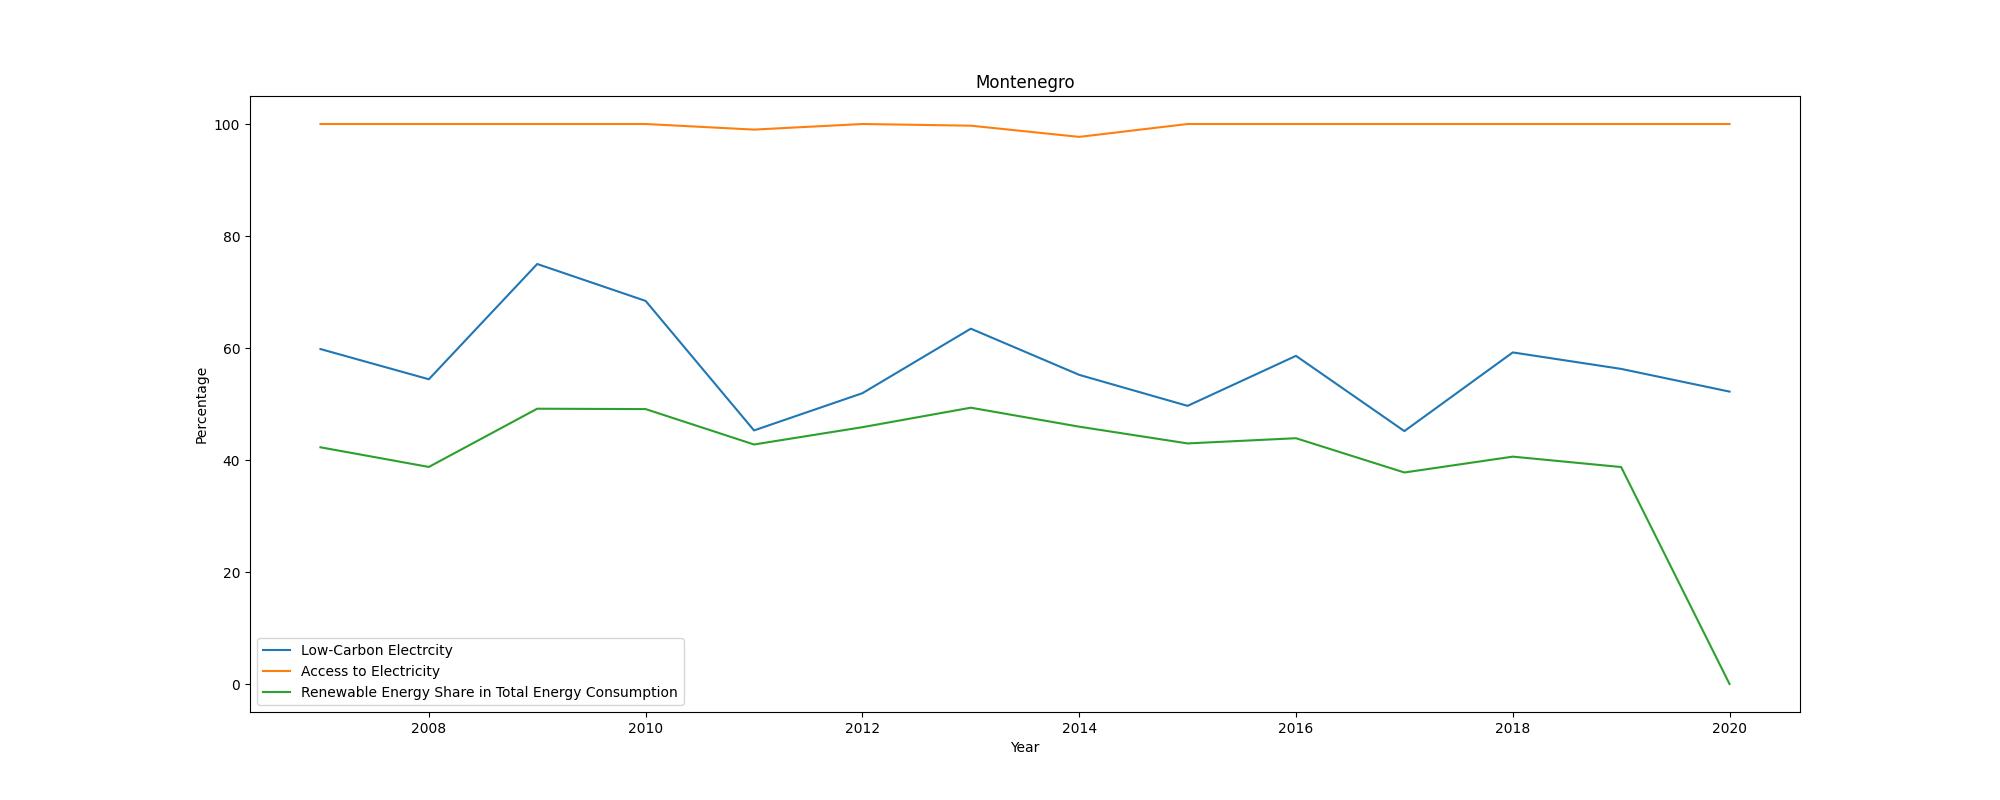 Montenegro
100
80
60
40
20
0
Percentage
Low-Carbon Electrcity
Access to Electricity
Renewable Energy Share in Total Energy Consumption
2008 2010 2012 2014 2016 2018 2020
Year